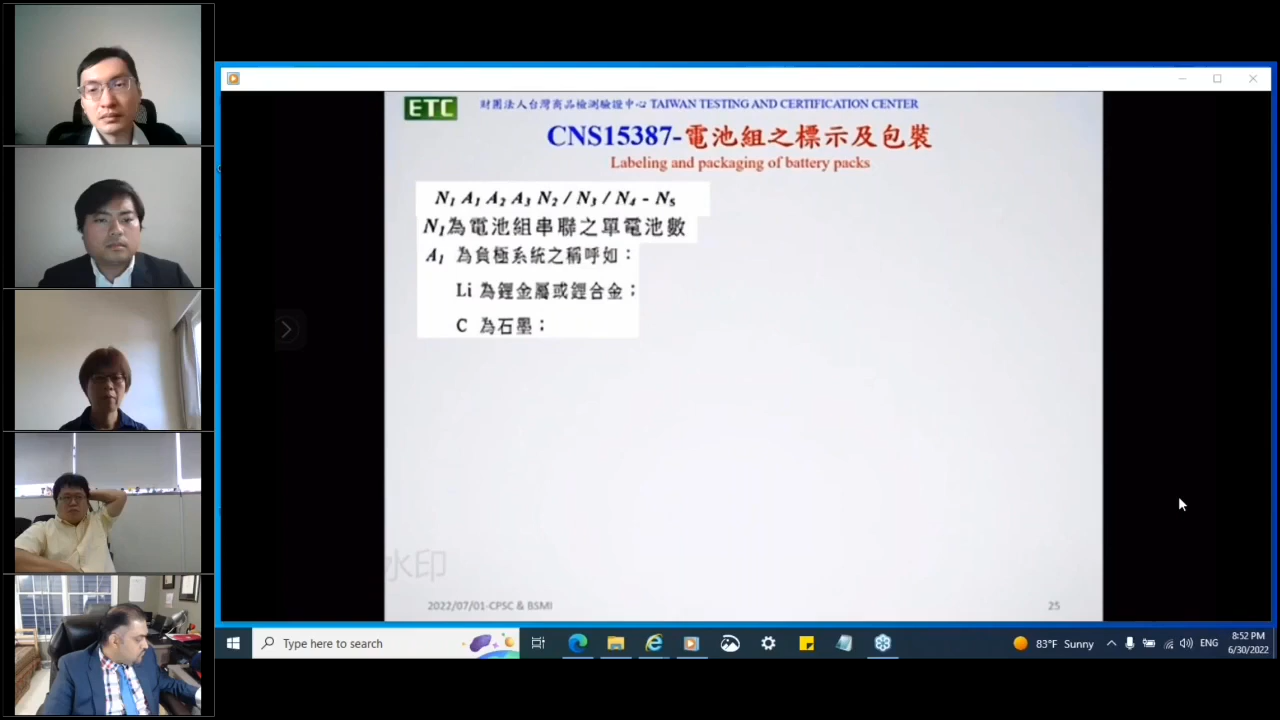 ETC 財團法人台灣商品檢測驗證中心 TAIWAN TESTING AND CERTIFICATION CENTER
CNS15387-電池組之標示及包裝
Labeling and packaging of battery packs
N1 A1 A2 A3 N2 / N3 / N4 - N5
N1為電池組串聯之單電池數
A1 為負極系統之稱呼如：
Li 為鋰金屬或鋰合金；
C 為石墨；
水印
2022/07/01-CPSC & BSMI
25
Type here to search
83°F Sunny
ENG
8:52 PM
6/30/2022